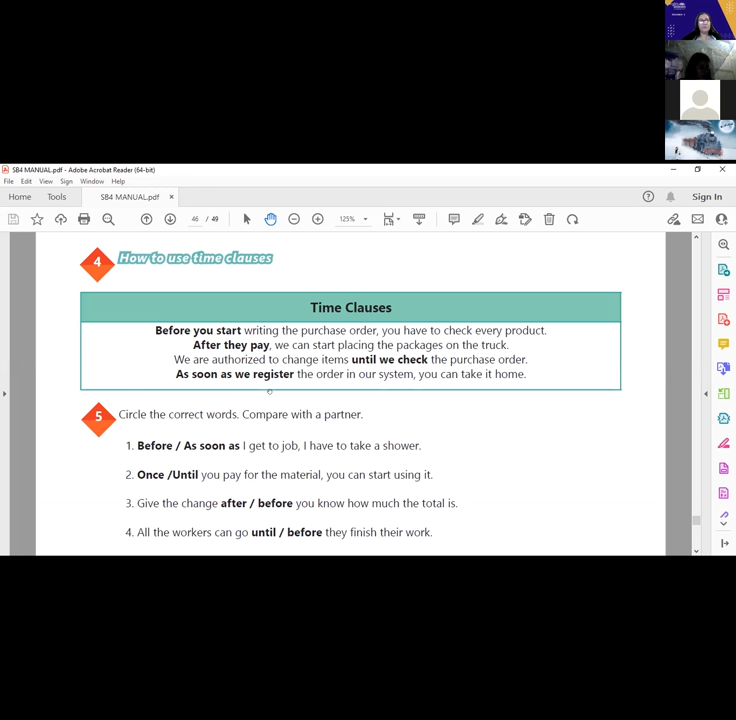 SB4 MANUAL.pdf - Adobe Acrobat Reader (64-bit)
File Edit View Sign Window Help
Home Tools SB4 MANUAL.pdf × Sign In
46 / 49 125%
4 How to use time clauses
Time Clauses
Before you start writing the purchase order, you have to check every product.
After they pay, we can start placing the packages on the truck.
We are authorized to change items until we check the purchase order.
As soon as we register the order in our system, you can take it home.
5 Circle the correct words. Compare with a partner.
1. Before / As soon as I get to job, I have to take a shower.
2. Once /Until you pay for the material, you can start using it.
3. Give the change after / before you know how much the total is.
4. All the workers can go until / before they finish their work.